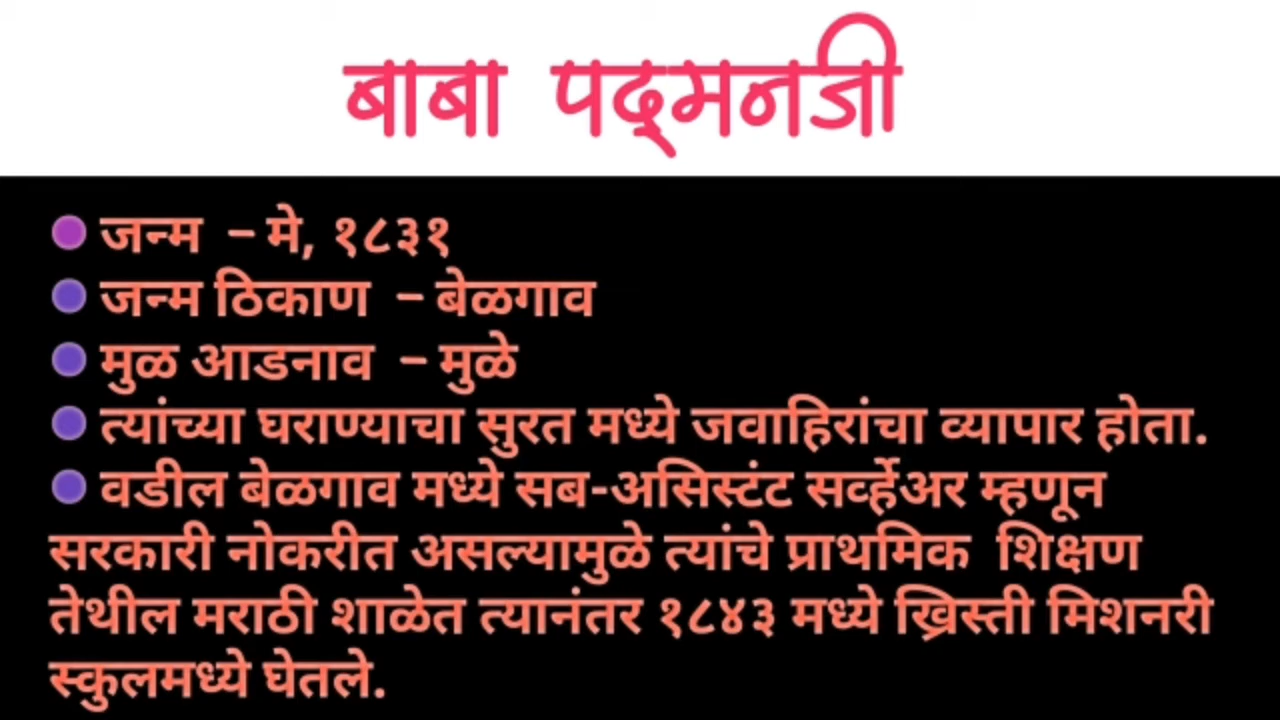 बाबा पद्मनजी
जन्म – मे, १८३१
जन्म ठिकाण – बेळगाव
मुळ आडनाव – मुळे
त्यांच्या घराण्याचा सुरत मध्ये जवाहिरांचा व्यापार होता.
वडील बेळगाव मध्ये सब-असिस्टंट सर्व्हेअर म्हणून
सरकारी नोकरीत असल्यामुळे त्यांचे प्राथमिक शिक्षण
तेथील मराठी शाळेत त्यानंतर १८४३ मध्ये ख्रिस्ती मिशनरी
स्कुलमध्ये घेतले.